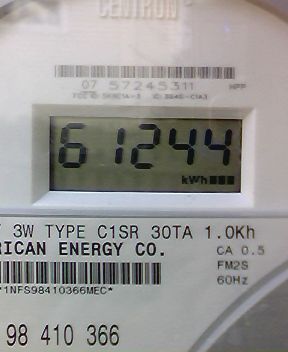 CENTRON
07 57245311
61244
kWh
3W TYPE C1SR 30TA 1.0Kh
RICAN ENERGY CO.
CA 0.5
FM2S
60Hz
*1NFS98410366MEC*
98 410 366